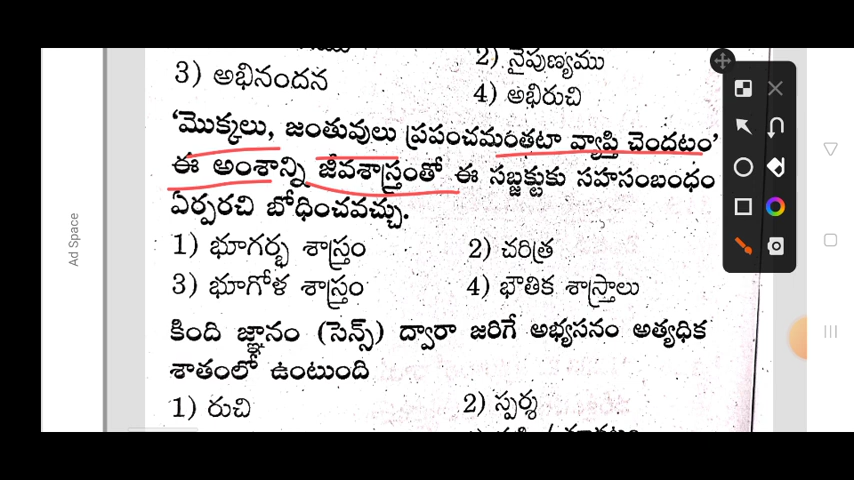 2) నైపుణ్యము
3) అభినందన
4) అభిరుచి
‘మొక్కలు, జంతువులు ప్రపంచమంతటా వ్యాప్తి చెందటం’
ఈ అంశాన్ని జీవశాస్త్రంతో ఈ సబ్జక్టుకు సహసంబంధం
ఏర్పరచి బోధించవచ్చు.
1) భూగర్భ శాస్త్రం
2) చరిత్ర
3) భూగోళ శాస్త్రం
4) భౌతిక శాస్త్రాలు
కింది జ్ఞానం (సెన్స్) ద్వారా జరిగే అభ్యసనం అత్యధిక
శాతంలో ఉంటుంది
1) రుచి
2) స్పర్శ
Ad Space